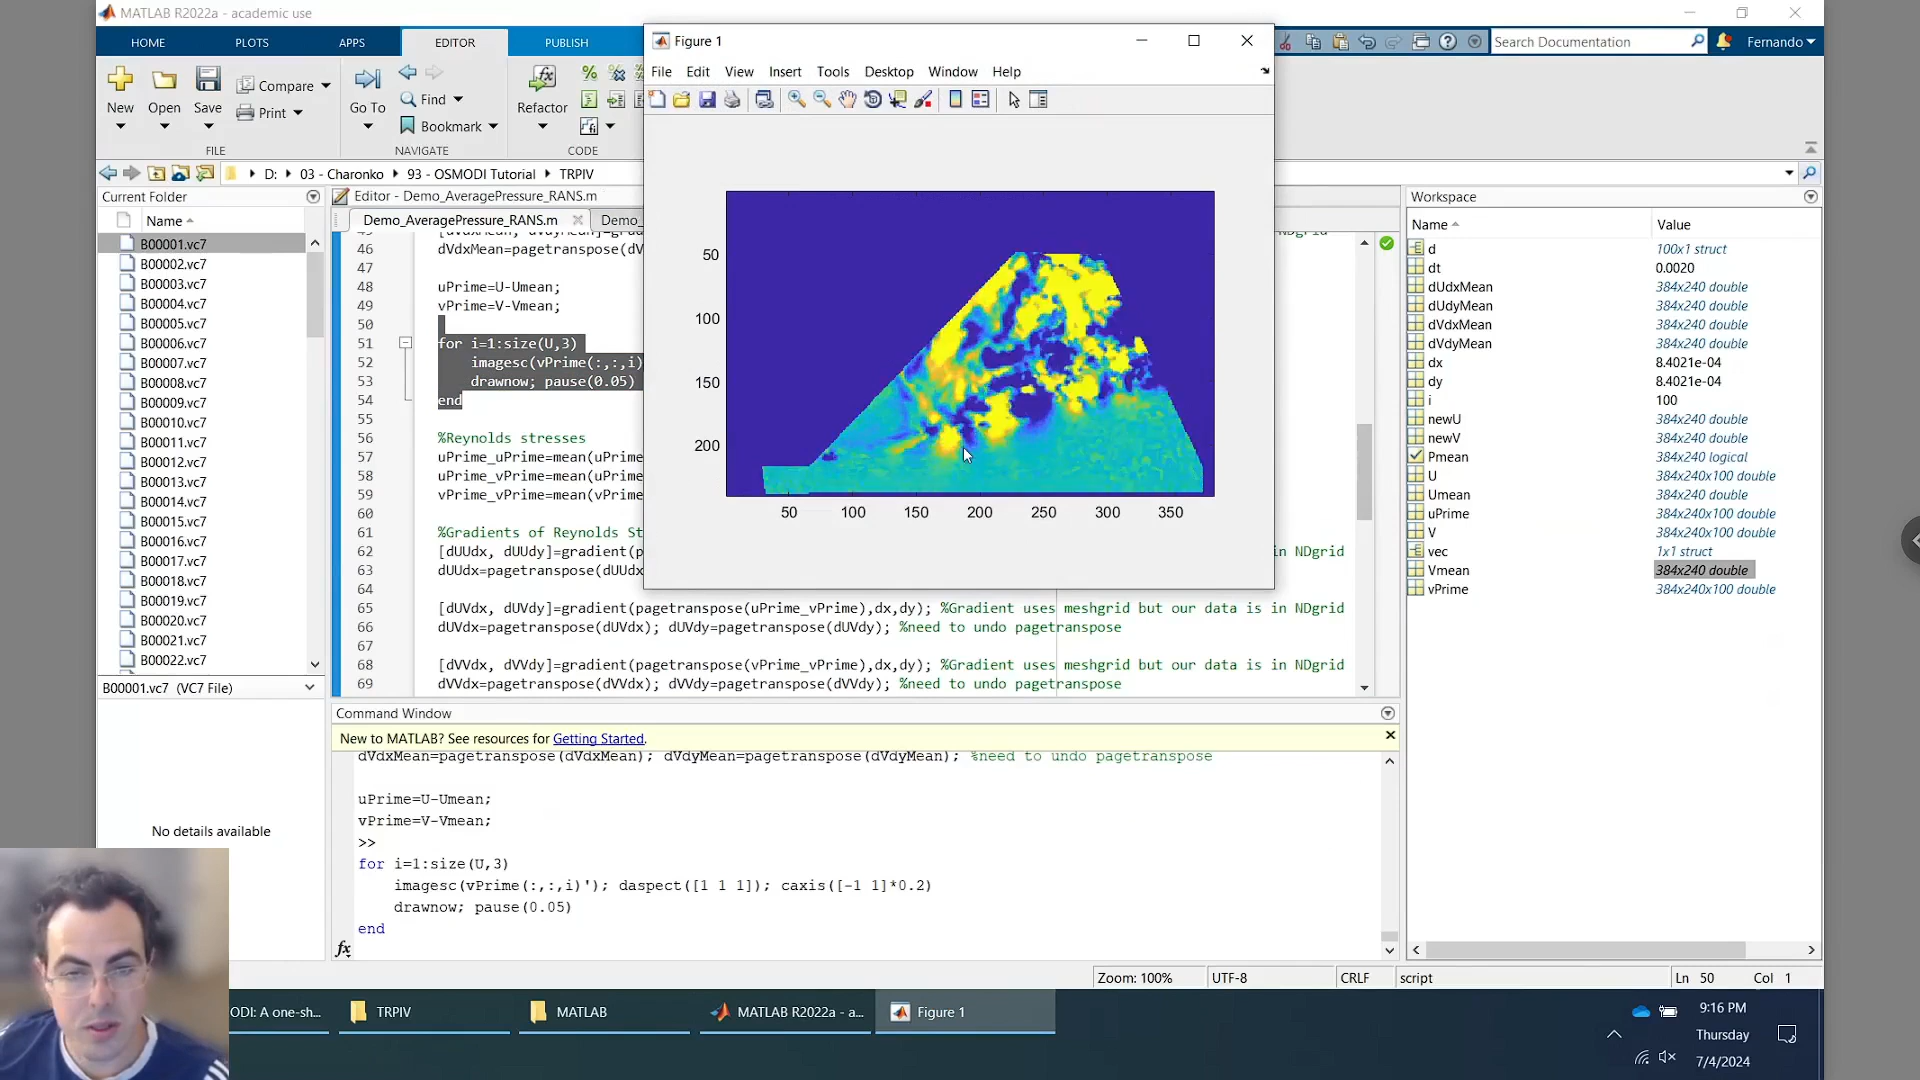 MATLAB R2022a - academic use
HOME
PLOTS
APPS
EDITOR
PUBLISH
Search Documentation
Fernando
New
Open
Save
Compare
Print
Go To
Find
Bookmark
Refactor
FILE
NAVIGATE
CODE
D:
03 - Charonko
93 - OSMODI Tutorial
TRPIV
Figure 1
File
Edit
View
Insert
Tools
Desktop
Window
Help
50
100
150
200
50
100
150
200
250
300
350
Current Folder
Name
B00001.vc7
B00002.vc7
B00003.vc7
B00004.vc7
B00005.vc7
B00006.vc7
B00007.vc7
B00008.vc7
B00009.vc7
B00010.vc7
B00011.vc7
B00012.vc7
B00013.vc7
B00014.vc7
B00015.vc7
B00016.vc7
B00017.vc7
B00018.vc7
B00019.vc7
B00020.vc7
B00021.vc7
B00022.vc7
B00001.vc7 (VC7 File)
No details available
Editor - Demo_AveragePressure_RANS.m
Demo_AveragePressure_RANS.m
Demo_
46 dVdxMean=pagetranspose(dV
47
48 uPrime=U-Umean;
49 vPrime=V-Vmean;
50
51 for i=1:size(U,3)
52 imagesc(vPrime(:,:,i)
53 drawnow; pause(0.05)
54 end
55
56 %Reynolds stresses
57 uPrime_uPrime=mean(uPrime
58 uPrime_vPrime=mean(uPrime
59 vPrime_vPrime=mean(vPrime
60
61 %Gradients of Reynolds St
62 [dUUdx, dUUdy]=gradient(p in NDgrid
63 dUUdx=pagetranspose(dUUdx
64
65 [dUVdx, dUVdy]=gradient(pagetranspose(uPrime_vPrime),dx,dy); %Gradient uses meshgrid but our data is in NDgrid
66 dUVdx=pagetranspose(dUVdx); dUVdy=pagetranspose(dUVdy); %need to undo pagetranspose
67
68 [dVVdx, dVVdy]=gradient(pagetranspose(vPrime_vPrime),dx,dy); %Gradient uses meshgrid but our data is in NDgrid
69 dVVdx=pagetranspose(dVVdx); dVVdy=pagetranspose(dVVdy); %need to undo pagetranspose
Command Window
New to MATLAB? See resources for Getting Started.
dVdxMean=pagetranspose(dVdxMean); dVdyMean=pagetranspose(dVdyMean); %need to undo pagetranspose
uPrime=U-Umean;
vPrime=V-Vmean;
>>
for i=1:size(U,3)
imagesc(vPrime(:,:,i)'); daspect([1 1 1]); caxis([-1 1]*0.2)
drawnow; pause(0.05)
end
fx
Workspace
Name Value
d 100x1 struct
dt 0.0020
dUdxMean 384x240 double
dUdyMean 384x240 double
dVdxMean 384x240 double
dVdyMean 384x240 double
dx 8.4021e-04
dy 8.4021e-04
i 100
newU 384x240 double
newV 384x240 double
Pmean 384x240 logical
U 384x240x100 double
Umean 384x240 double
uPrime 384x240x100 double
V 384x240x100 double
vec 1x1 struct
Vmean 384x240 double
vPrime 384x240x100 double
Zoom: 100%
UTF-8
CRLF
script
Ln 50 Col 1
ODI: A one-sh...
TRPIV
MATLAB
MATLAB R2022a - a...
Figure 1
9:16 PM
Thursday
7/4/2024